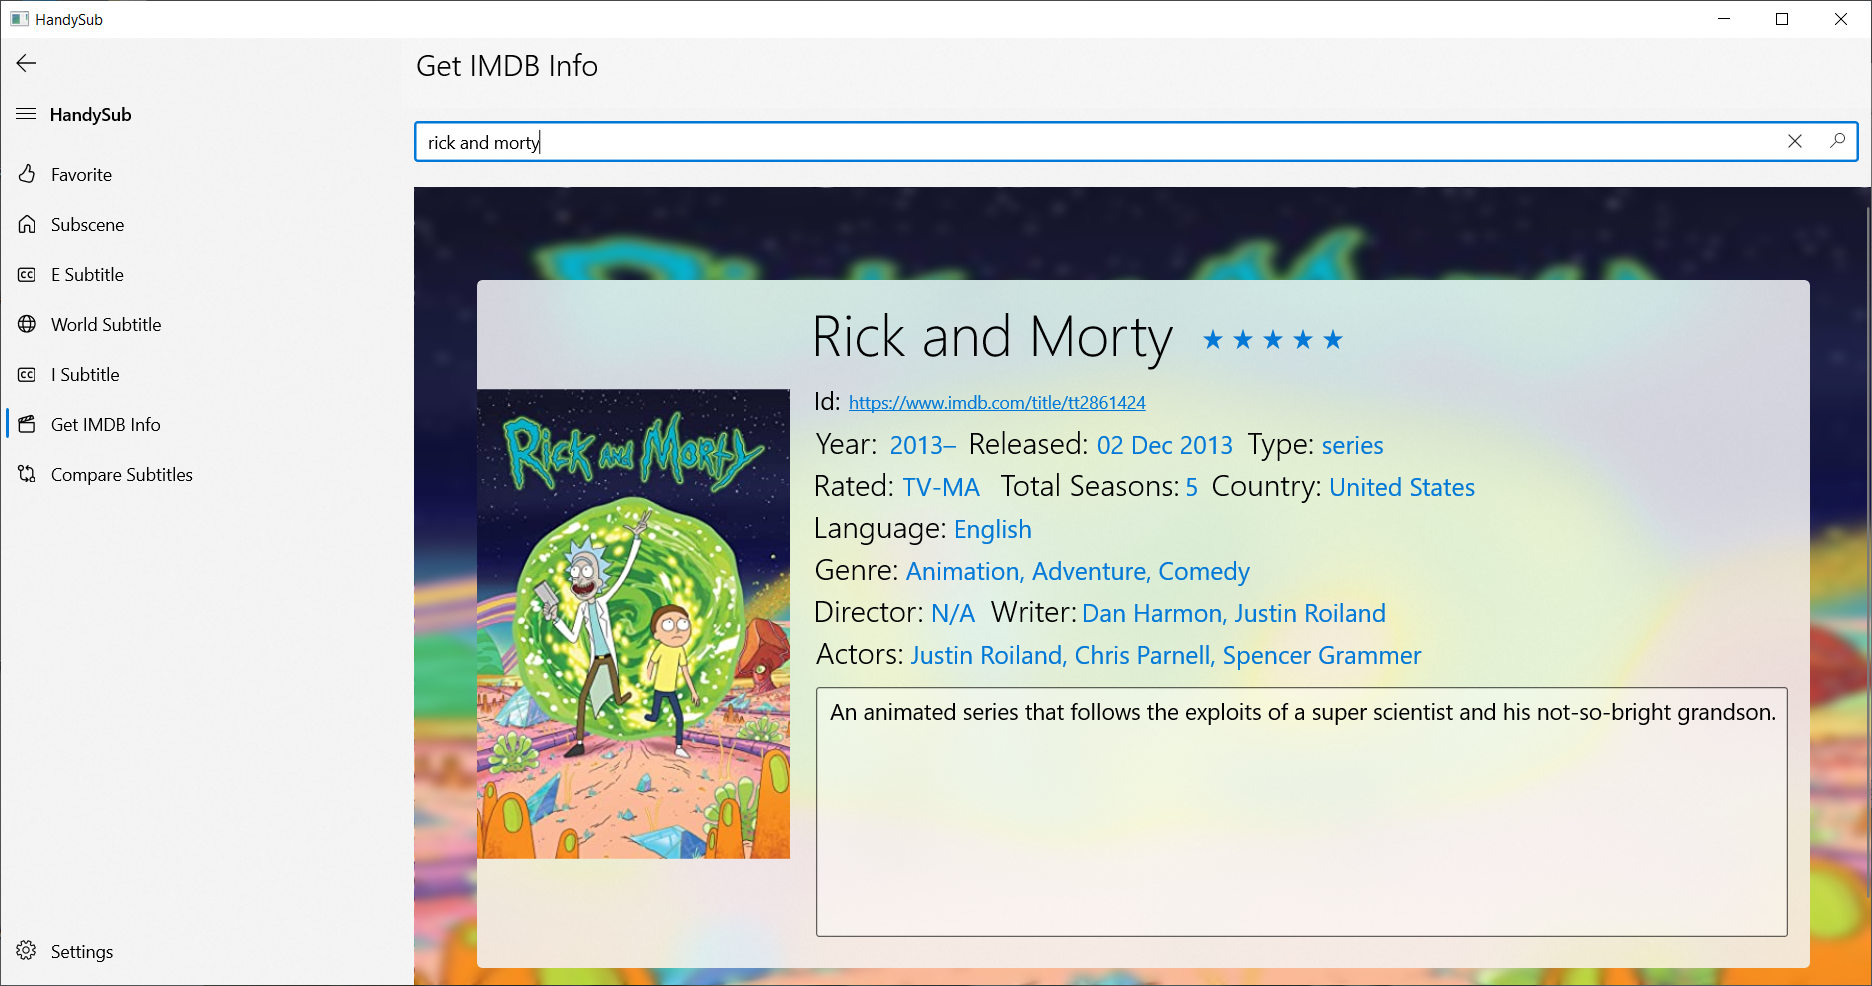 HandySub
Get IMDB Info
HandySub
rick and morty
Favorite
Subscene
E Subtitle
World Subtitle
I Subtitle
Get IMDB Info
Compare Subtitles
Settings
Rick and Morty
Rick and Morty ★ ★ ★ ★ ★
Id: https://www.imdb.com/title/tt2861424
Year: 2013– Released: 02 Dec 2013 Type: series
Rated: TV-MA Total Seasons: 5 Country: United States
Language: English
Genre: Animation, Adventure, Comedy
Director: N/A Writer: Dan Harmon, Justin Roiland
Actors: Justin Roiland, Chris Parnell, Spencer Grammer
An animated series that follows the exploits of a super scientist and his not-so-bright grandson.